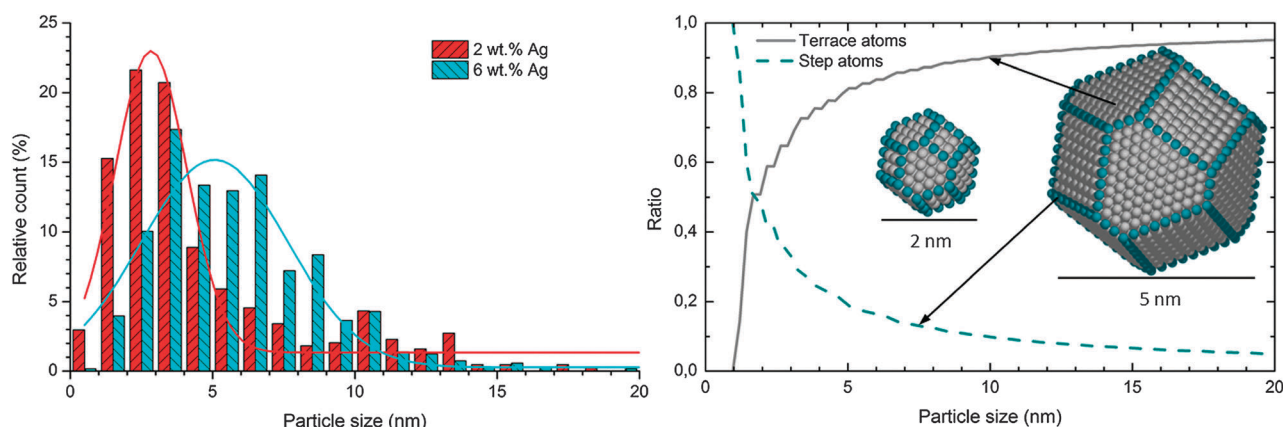 25
20
15
10
5
0
Relative count (%)
2 wt.% Ag
6 wt.% Ag
0 5 10 15 20
Particle size (nm)
1,0
0,8
0,6
0,4
0,2
0,0
Ratio
Terrace atoms
Step atoms
2 nm
5 nm
0 5 10 15 20
Particle size (nm)